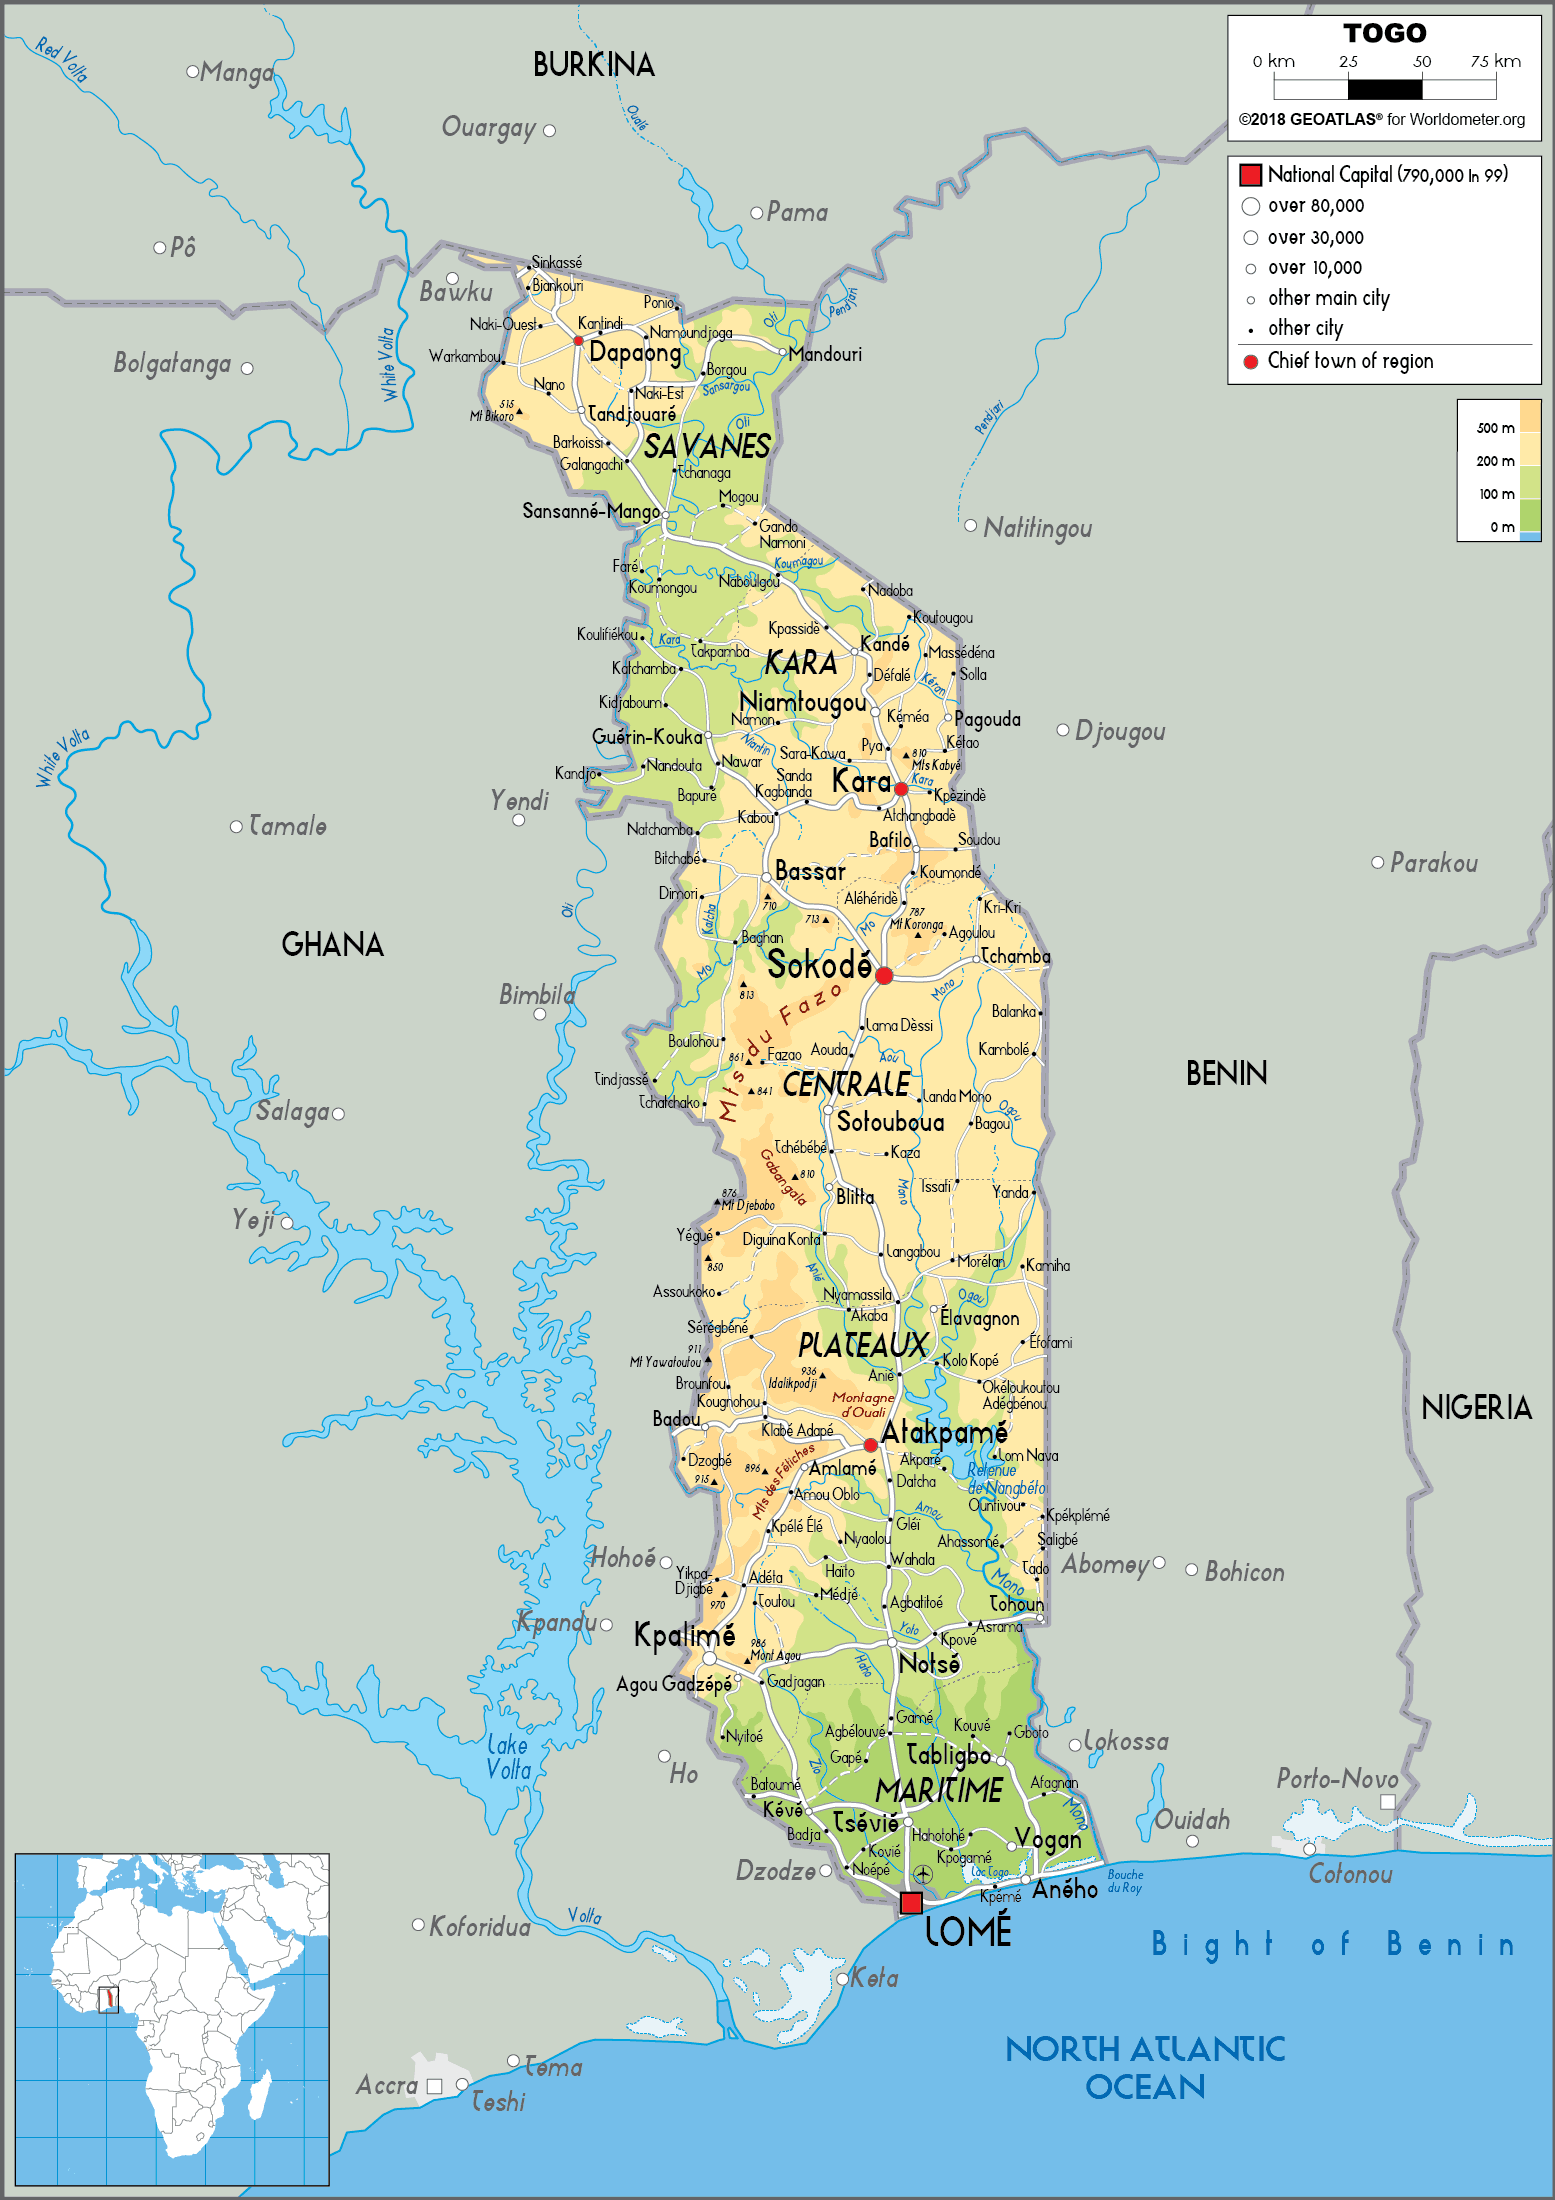 TOGO
0 km 25 50 75 km
©2018 GEOATLAS® for Worldometer.org
National Capital (790,000 In 99)
over 80,000
over 30,000
over 10,000
other main city
other city
Chief town of region
500 m
200 m
100 m
0 m
BURKINA
Red Volta
Manga
Ouargay
Oualé
Pama
Pô
Bawku
Bolgatanga
White Volta
Sinkassé
Bjankouri
Ponio
Oti
Pendjari
Naki-Ouest
Kantindi
Namoundjoga
Warkambou
Dapaong
Mandouri
Borgou
Nano
Naki-Est
Sansargou
515
Mt Bikoro
Tandjouaré
Oti
Pendjari
Barkoissi
SAVANES
Galangachi
Tchanaga
Mogou
Sansanné-Mango
Gando
Namoni
Natitingou
Faré
Koumagou
Koumongou
Naboulgou
Nadoba
Koutougou
Koulifiékou
Kara
Kpassidè
Kandé
Takpamba
Massédéna
Katchamba
KARA
Défalé
Kéran
Solla
Kidjaboum
Niamtougou
Namon
Kéméa
Pagouda
Djougou
Guérin-Kouka
Niantin
Sara-Kawa
Pya
Kétao
White Volta
Kandjo
Nandouta
Nawar
810
Mts Kabyé
Sanda
Kagbanda
Kara
Kara
Kpèzindè
Bapuré
Yendi
Tamale
Kabou
Atchangbadè
Natchamba
Bafilo
Soudou
Bitchabé
Bassar
Koumondé
Parakou
Dimori
710
Aléhéridè
Kri-Kri
Oti
Katcha
713
Mo
787
Mt Koronga
Agoulou
GHANA
Baghan
Sokodé
Tchamba
Mo
813
Mono
Bimbila
Mts du Fazo
Balanka
Lama Dèssi
Boulohou
861
Fazao
Aouda
Aou
Kambolé
BENIN
Tindjassé
841
CENTRALE
Landa Mono
Tchatchako
Salaga
Sotouboua
Ogou
Bagou
Tchébébé
Kaza
Gabangala
810
Mono
Issati
Yanda
876
Mt Djebobo
Blitta
Yeji
Yégué
Diguina Konta
Langabou
Morétan
Kamiha
850
Anié
Assoukoko
Nyamassila
Ogou
Akaba
Élavagnon
Sérégbéné
PLATEAUX
Éfofami
911
Mt Yawatoutou
936
Idalikpodji
Anié
Kolo Kopé
Brounfou
Okéloukoutou
Adégbénou
Kougnohou
Montagne
d'Ouali
NIGERIA
Badou
Klabé Adapé
Atakpamé
Dzogbé
896
Mts des Fétiches
Amlamé
Akparé
Lom Nava
915
Datcha
Retenue
de Nangbéto
Amou Oblo
Amou
Ountivou
Kpékplémé
Kpélé Élé
Gléi
Nyaolou
Ahassomé
Saligbé
Hohoé
Haito
Wahala
Tado
Abomey
Bohicon
Yikpa-
Djigbé
Adéta
Mono
970
Toutou
Médjé
Agbatitoé
Tohoun
Kpandu
Kpalimé
Yoto
Asrama
986
Mont Agou
Kpové
Haho
Notsé
Agou Gadzépé
Gadjagan
Nyitoé
Agbélouvé
Gamé
Kouvé
Gboto
Lokossa
Lake
Volta
Ho
Gapé
Tabligbo
Zio
Batoumé
MARITIME
Afagnan
Porto-Novo
Kévé
Tsévié
Mono
Ouidah
Badja
Hahotohé
Vogan
Kovié
Kpogamé
Dzodze
Noépé
Lac Togo
Cotonou
Kpémé
Aného
Bouche
du Roy
LOMÉ
Koforidua
Volta
Bight of Benin
Keta
NORTH ATLANTIC
OCEAN
Tema
Accra
Teshi